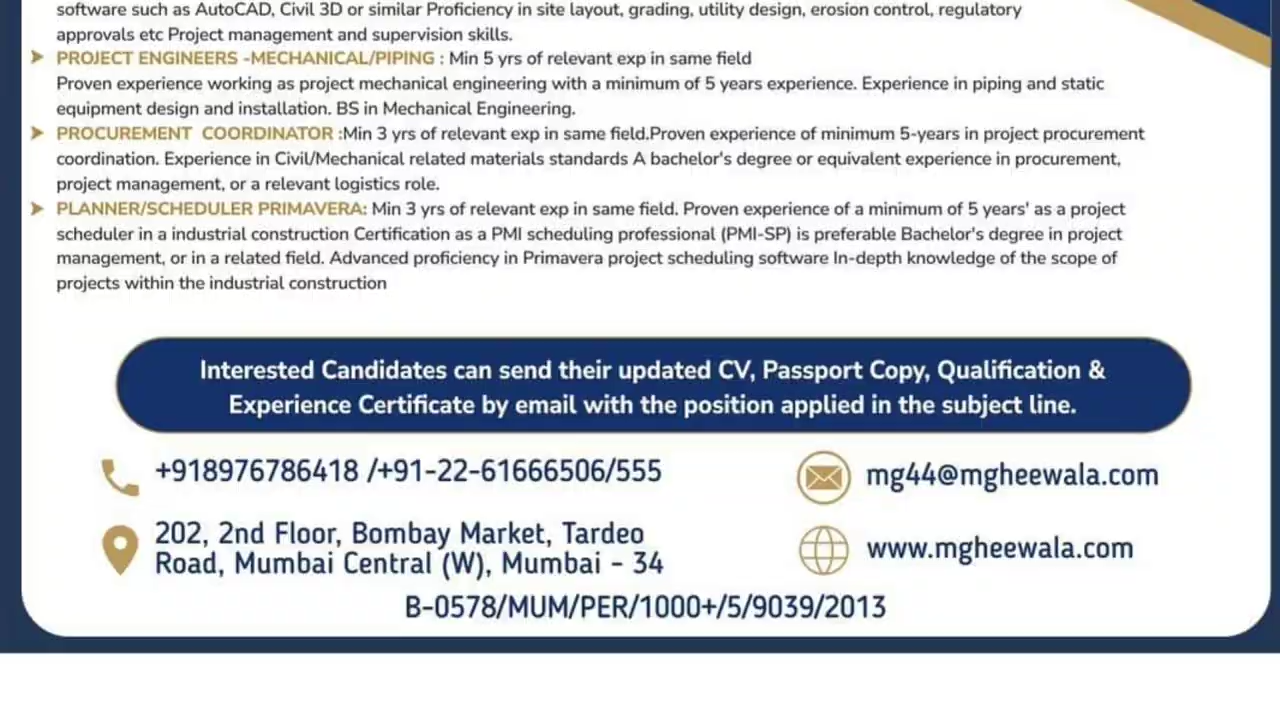 software such as AutoCAD, Civil 3D or similar Proficiency in site layout, grading, utility design, erosion control, regulatory
approvals etc Project management and supervision skills.
PROJECT ENGINEERS -MECHANICAL/PIPING : Min 5 yrs of relevant exp in same field
Proven experience working as project mechanical engineering with a minimum of 5 years experience. Experience in piping and static
equipment design and installation. BS in Mechanical Engineering.
PROCUREMENT COORDINATOR :Min 3 yrs of relevant exp in same field.Proven experience of minimum 5-years in project procurement
coordination. Experience in Civil/Mechanical related materials standards A bachelor's degree or equivalent experience in procurement,
project management, or a relevant logistics role.
PLANNER/SCHEDULER PRIMAVERA: Min 3 yrs of relevant exp in same field. Proven experience of a minimum of 5 years' as a project
scheduler in a industrial construction Certification as a PMI scheduling professional (PMI-SP) is preferable Bachelor's degree in project
management, or in a related field. Advanced proficiency in Primavera project scheduling software In-depth knowledge of the scope of
projects within the industrial construction
Interested Candidates can send their updated CV, Passport Copy, Qualification &
Experience Certificate by email with the position applied in the subject line.
+918976786418 /+91-22-61666506/555
mg44@mgheewala.com
202, 2nd Floor, Bombay Market, Tardeo
Road, Mumbai Central (W), Mumbai - 34
www.mgheewala.com
B-0578/MUM/PER/1000+/5/9039/2013